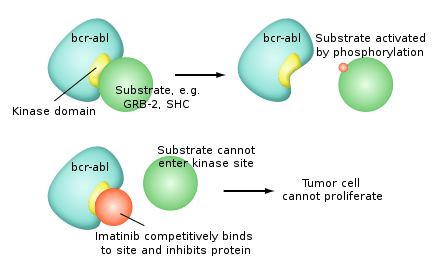 bcr-abl
Kinase domain
Substrate, e.g.
GRB-2, SHC
bcr-abl
Substrate activated
by phosphorylation
bcr-abl
Substrate cannot
enter kinase site
Imatinib competitively binds
to site and inhibits protein
Tumor cell
cannot proliferate